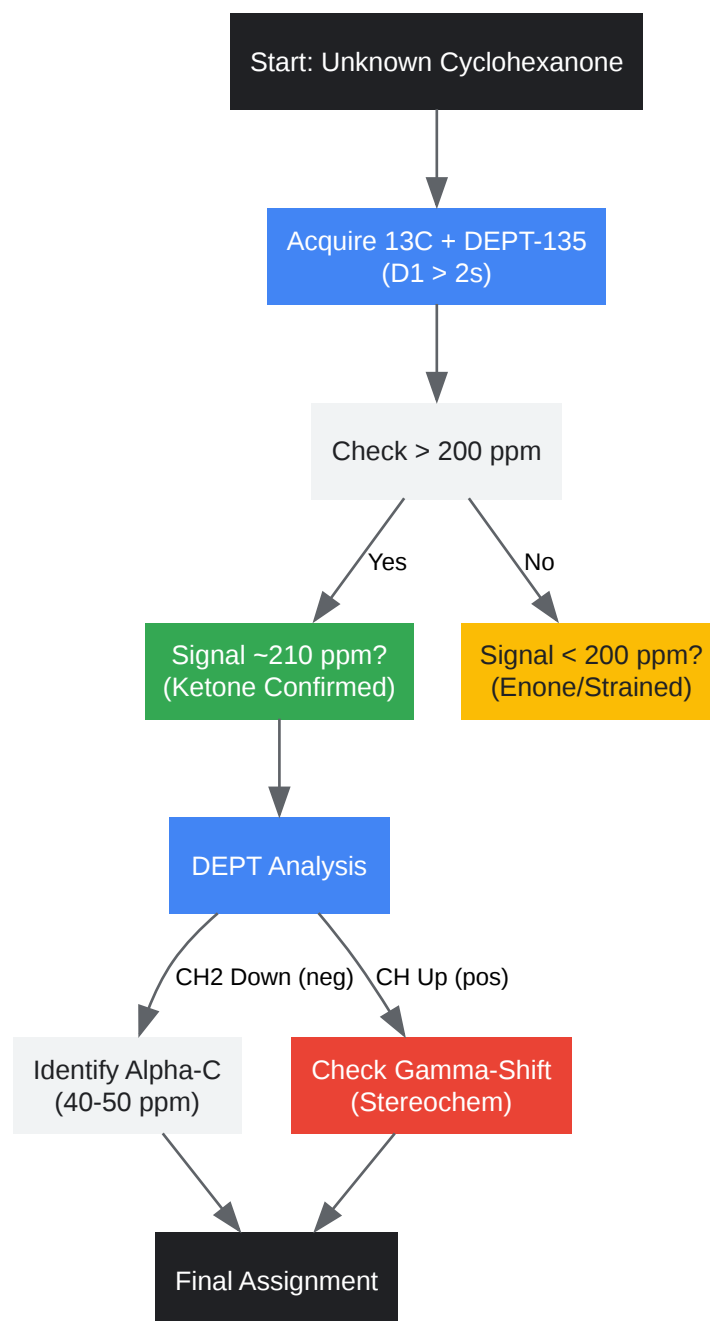 Start: Unknown Cyclohexanone
Acquire 13C + DEPT-135
(D1 > 2s)
Check > 200 ppm
Yes
No
Signal ~210 ppm?
(Ketone Confirmed)
Signal < 200 ppm?
(Enone/Strained)
DEPT Analysis
CH2 Down (neg)
CH Up (pos)
Identify Alpha-C
(40-50 ppm)
Check Gamma-Shift
(Stereochem)
Final Assignment